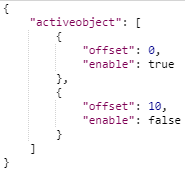 {
    "activeobject": [
        {
            "offset": 0,
            "enable": true
        },
        {
            "offset": 10,
            "enable": false
        }
    ]
}